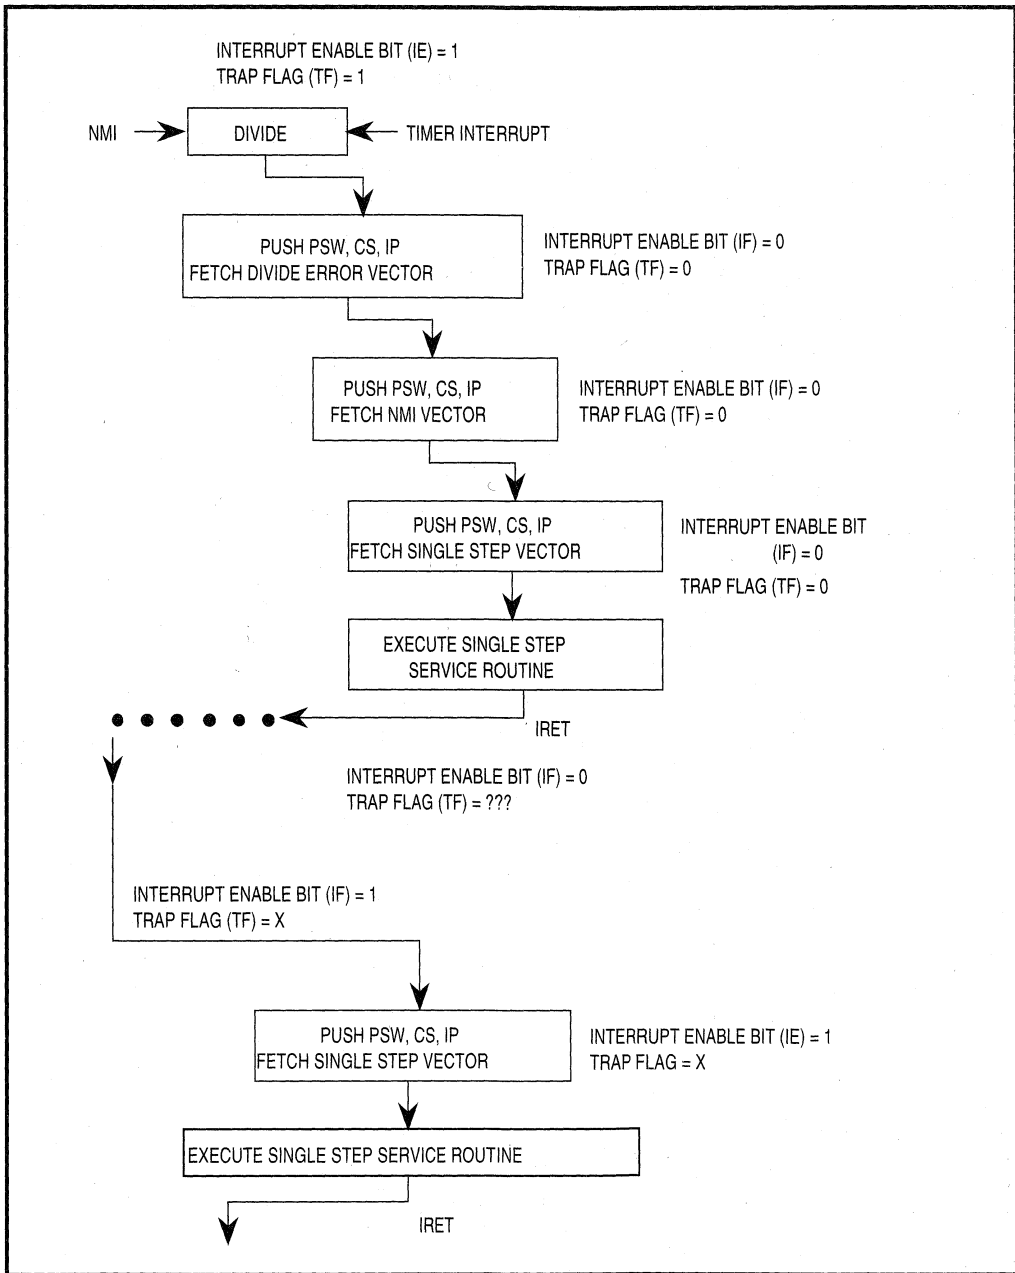 INTERRUPT ENABLE BIT (IE) = 1
TRAP FLAG (TF) = 1
NMI
DIVIDE
TIMER INTERRUPT
PUSH PSW, CS, IP
FETCH DIVIDE ERROR VECTOR
INTERRUPT ENABLE BIT (IF) = 0
TRAP FLAG (TF) = 0
PUSH PSW, CS, IP
FETCH NMI VECTOR
INTERRUPT ENABLE BIT (IF) = 0
TRAP FLAG (TF) = 0
PUSH PSW, CS, IP
FETCH SINGLE STEP VECTOR
INTERRUPT ENABLE BIT
(IF) = 0
TRAP FLAG (TF) = 0
EXECUTE SINGLE STEP
SERVICE ROUTINE
IRET
INTERRUPT ENABLE BIT (IF) = 0
TRAP FLAG (TF) = ???
INTERRUPT ENABLE BIT (IF) = 1
TRAP FLAG (TF) = X
PUSH PSW, CS, IP
FETCH SINGLE STEP VECTOR
INTERRUPT ENABLE BIT (IE) = 1
TRAP FLAG = X
EXECUTE SINGLE STEP SERVICE ROUTINE
IRET